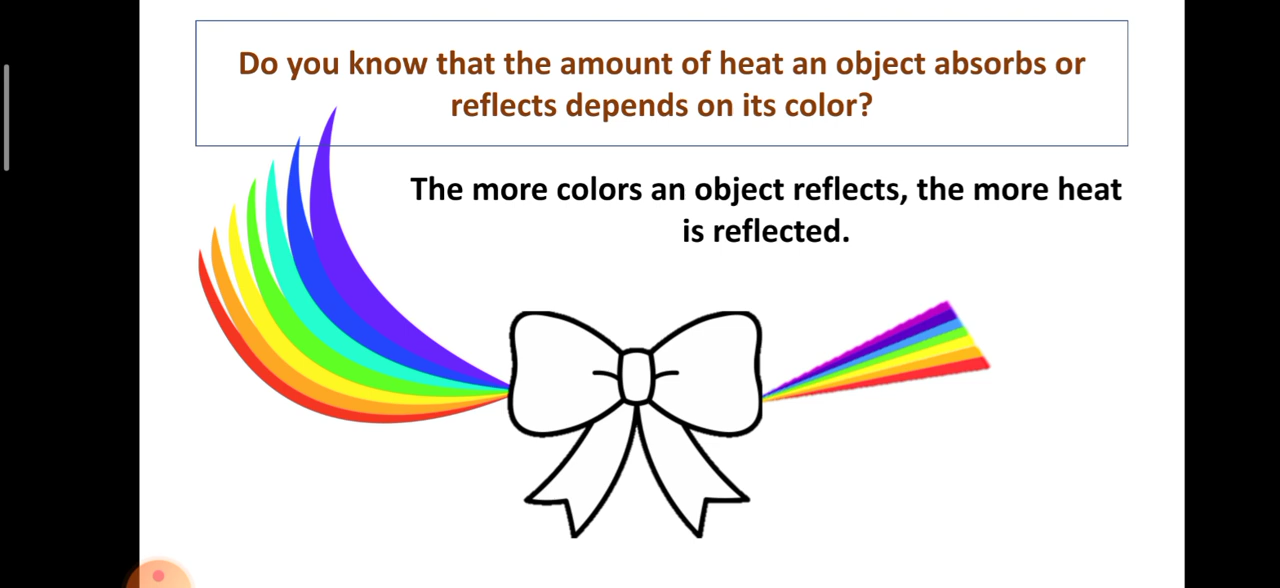 Do you know that the amount of heat an object absorbs or
reflects depends on its color?
The more colors an object reflects, the more heat
is reflected.